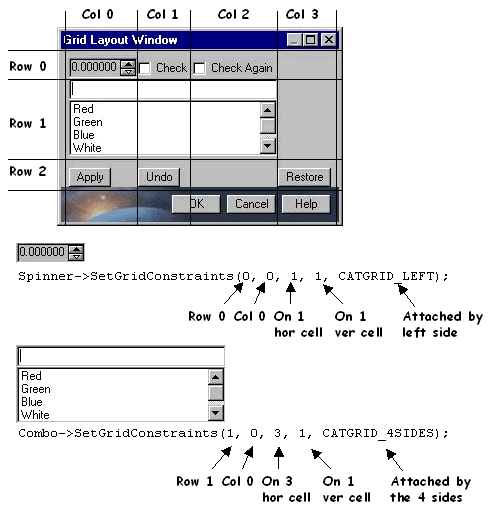 Col 0 Col 1 Col 2 Col 3
Grid Layout Window
Row 0
0.000000 Check Check Again
Row 1
Red
Green
Blue
White
Row 2
Apply Undo Restore
OK Cancel Help
0.000000
Spinner->SetGridConstraints(0, 0, 1, 1, CATGRID_LEFT);
Row 0 Col 0 On 1 hor cell On 1 ver cell Attached by left side
Red
Green
Blue
White
Combo->SetGridConstraints(1, 0, 3, 1, CATGRID_4SIDES);
Row 1 Col 0 On 3 hor cell On 1 ver cell Attached by the 4 sides